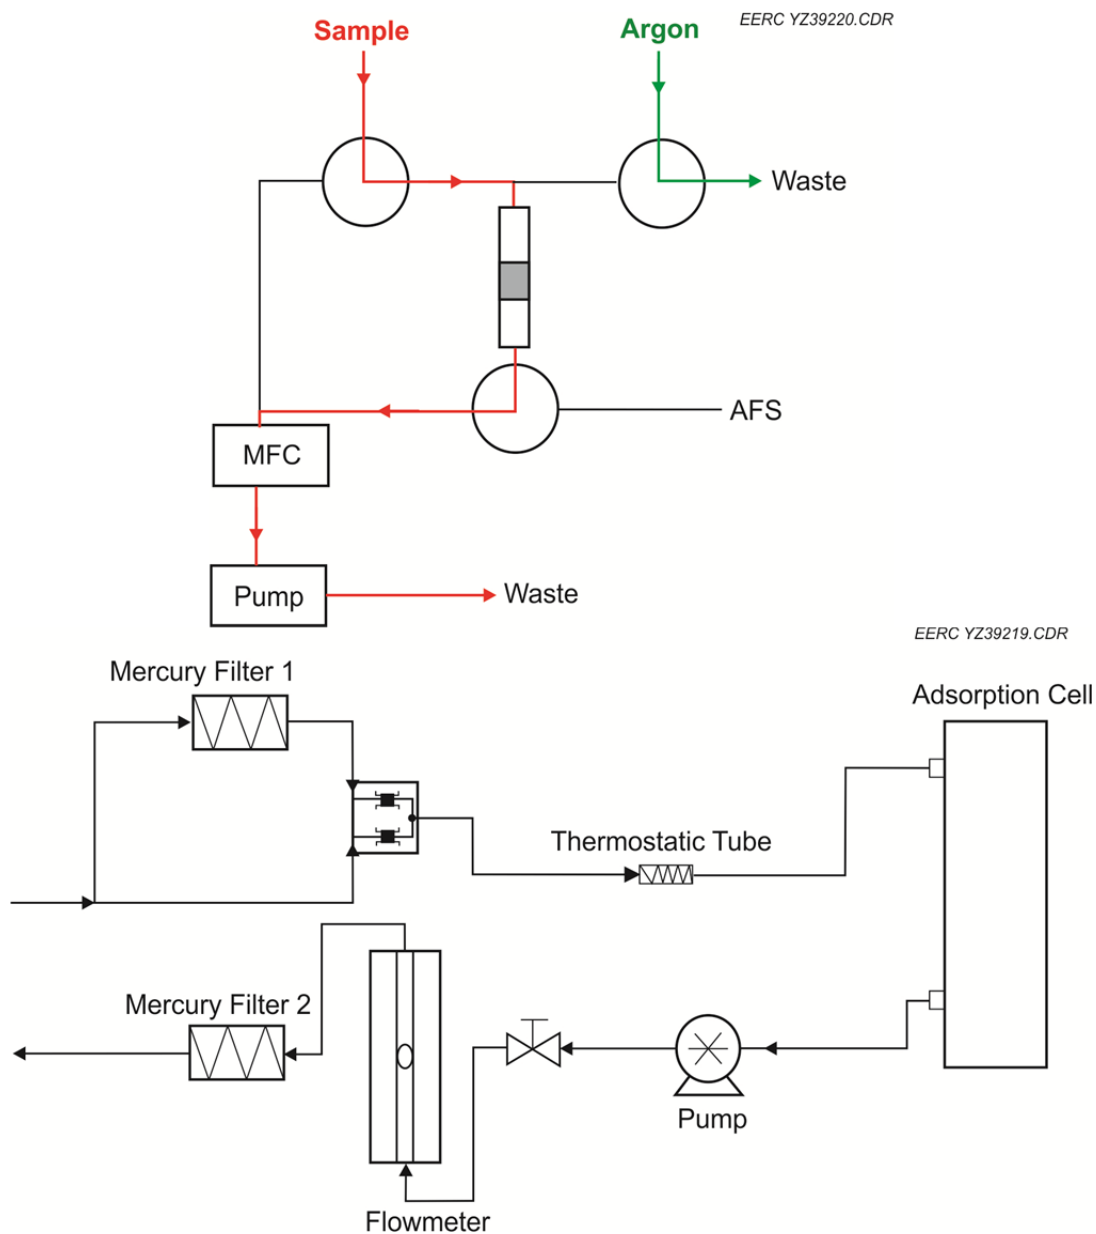 Sample
Argon
EERC YZ39220.CDR
Waste
AFS
MFC
Pump
Waste
EERC YZ39219.CDR
Mercury Filter 1
Adsorption Cell
Thermostatic Tube
Mercury Filter 2
Pump
Flowmeter